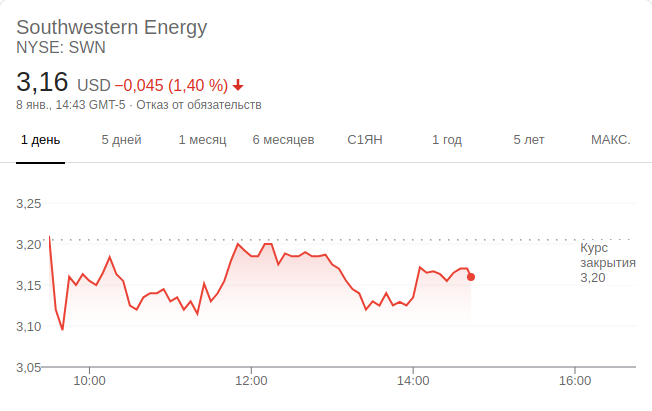 Southwestern Energy
NYSE: SWN
3,16 USD −0,045 (1,40 %)
8 янв., 14:43 GMT-5 · Отказ от обязательств
1 день 5 дней 1 месяц 6 месяцев С1ЯН 1 год 5 лет МАКС.
3,25
3,20
3,15
3,10
3,05
Курс
закрытия
3,20
10:00 12:00 14:00 16:00